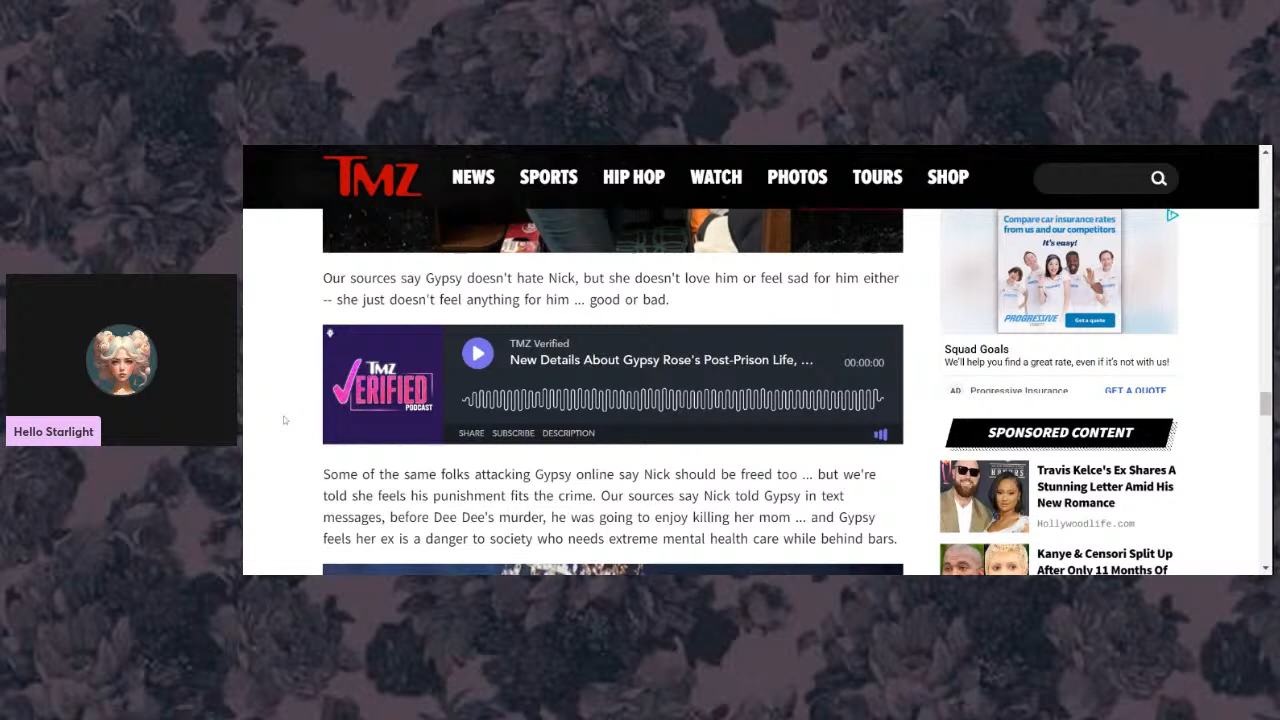 TMZ NEWS SPORTS HIP HOP WATCH PHOTOS TOURS SHOP
Our sources say Gypsy doesn't hate Nick, but she doesn't love him or feel sad for him either
-- she just doesn't feel anything for him ... good or bad.
TMZ
VERIFIED
PODCAST
TMZ Verified
New Details About Gypsy Rose's Post-Prison Life, ...
00:00:00
SHARE SUBSCRIBE DESCRIPTION
Some of the same folks attacking Gypsy online say Nick should be freed too ... but we're
told she feels his punishment fits the crime. Our sources say Nick told Gypsy in text
messages, before Dee Dee's murder, he was going to enjoy killing her mom ... and Gypsy
feels her ex is a danger to society who needs extreme mental health care while behind bars.
Compare car insurance rates
from us and our competitors
It's easy!
PROGRESSIVE
Get a quote
Squad Goals
We'll help you find a great rate, even if it's not with us!
AD Progressive Insurance GET A QUOTE
SPONSORED CONTENT
Travis Kelce's Ex Shares A
Stunning Letter Amid His
New Romance
Hollywoodlife.com
Kanye & Censori Split Up
After Only 11 Months Of
Hello Starlight